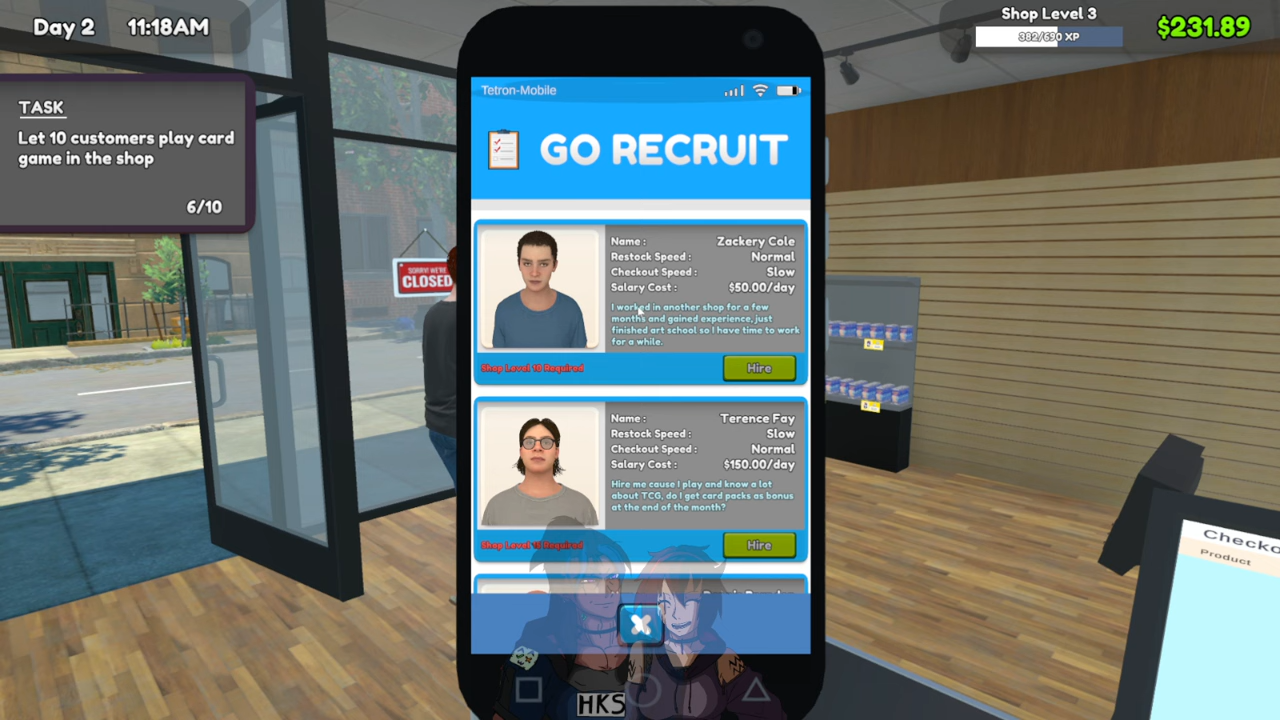 Day 2 11:18AM
Shop Level 3
382/690 XP
$231.89
TASK
Let 10 customers play card
game in the shop
6/10
SORRY WE'RE
CLOSED
Tetron-Mobile
GO RECRUIT
Name : Zackery Cole
Restock Speed : Normal
Checkout Speed : Slow
Salary Cost : $50.00/day
I worked in another shop for a few
months and gained experience, just
finished art school so I have time to work
for a while.
Shop Level 10 Required
Hire
Name : Terence Fay
Restock Speed : Slow
Checkout Speed : Normal
Salary Cost : $150.00/day
Hire me cause I play and know a lot
about TCG, do I get card packs as bonus
at the end of the month?
Shop Level Required
Hire
HKS
Checko
Product